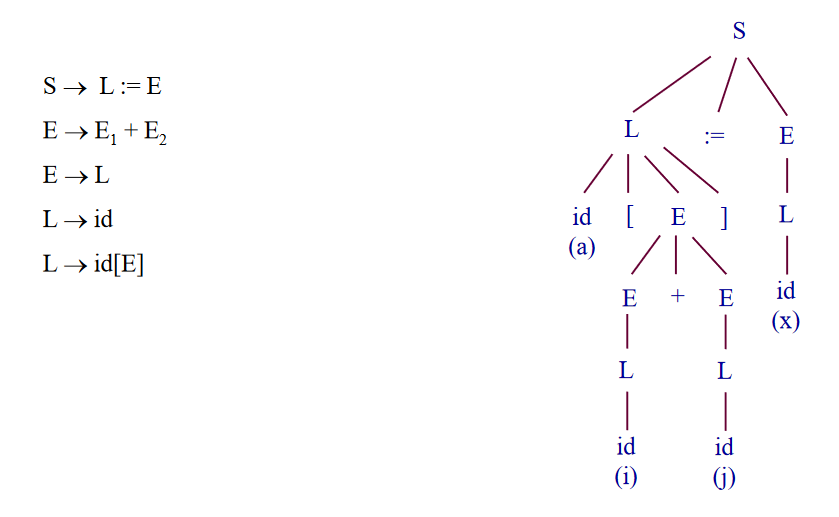 S → L := E
E → E₁ + E₂
E → L
L → id
L → id[E]
S
L := E
id [ E ] L
(a)
E + E id
(x)
L L
id id
(i) (j)